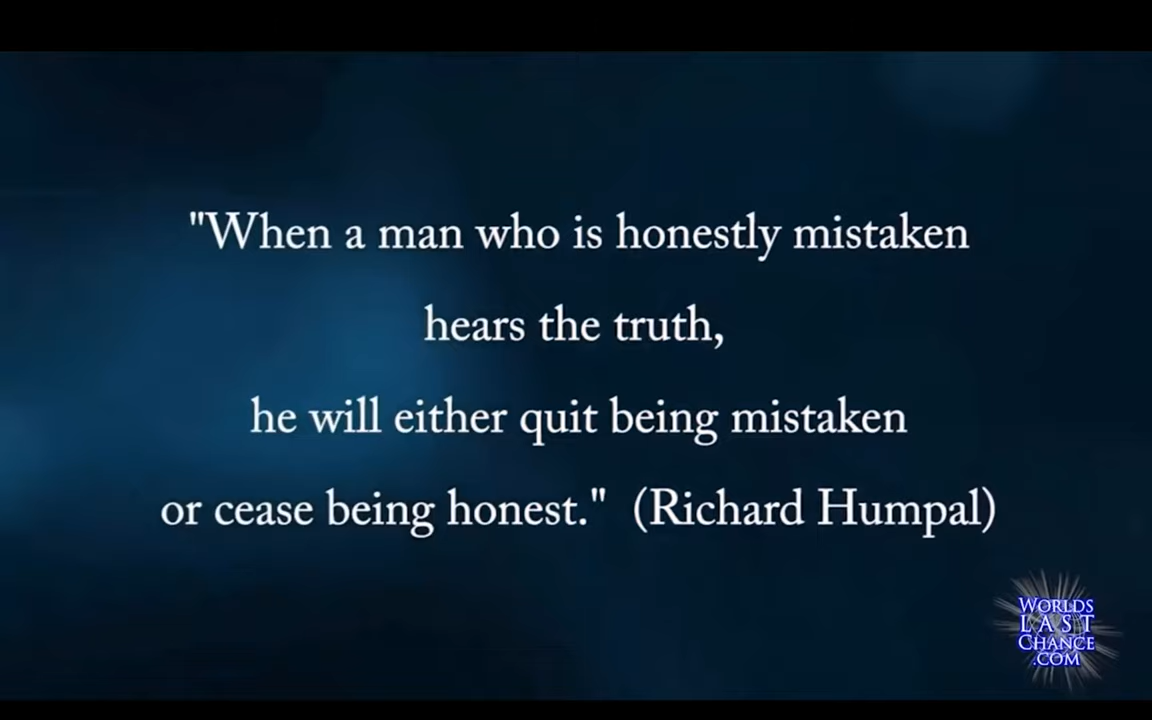 "When a man who is honestly mistaken
hears the truth,
he will either quit being mistaken
or cease being honest." (Richard Humpal)
WORLDS
LAST
CHANCE
.COM